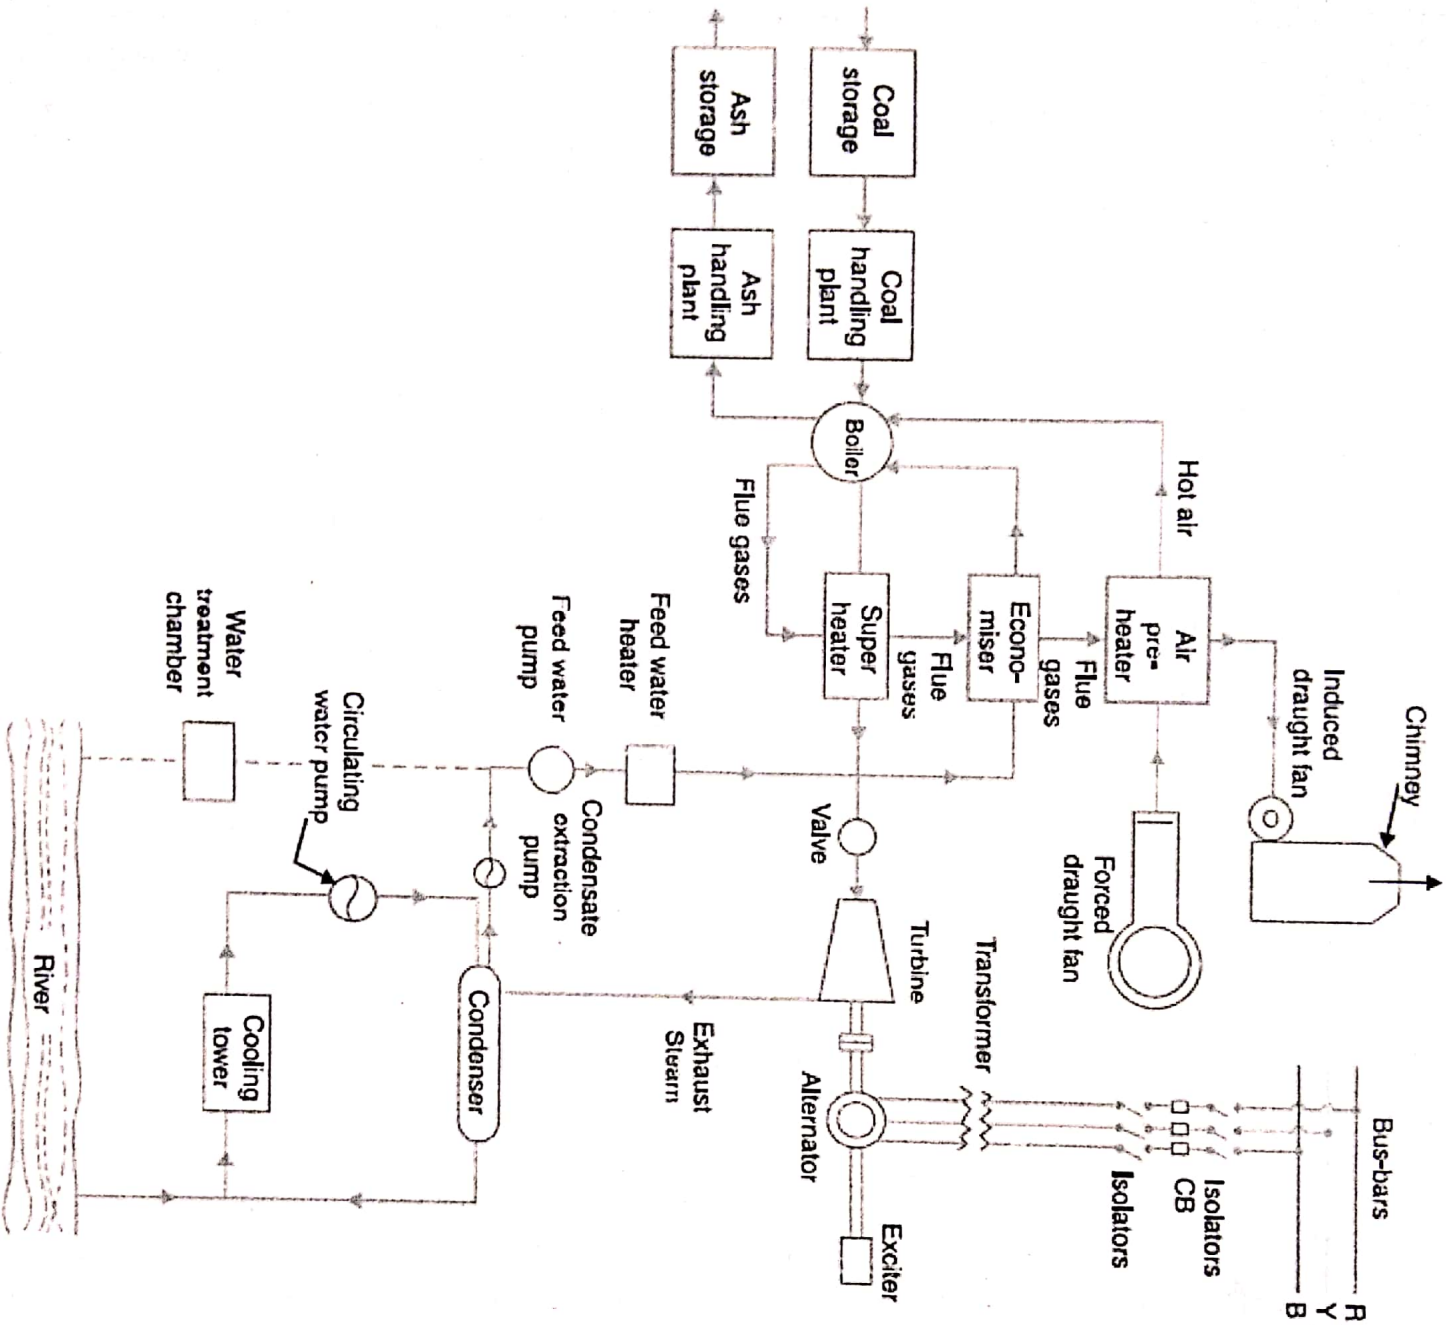 Chimney
Induced
draught fan
Bus-bars
R
Y
B
Hot air
Air
pre-
heater
Forced
draught fan
Isolators
CB
Isolators
Flue
gases
Econo-
miser
Transformer
Flue
gases
Coal
storage
Coal
handling
plant
Boiler
Super
heater
Valve
Turbine
Alternator
Exciter
Ash
storage
Ash
handling
plant
Flue gases
Exhaust
Steam
Feed water
heater
Feed water
pump
Condensate
extraction
pump
Condenser
Circulating
water pump
Water
treatment
chamber
Cooling
tower
River